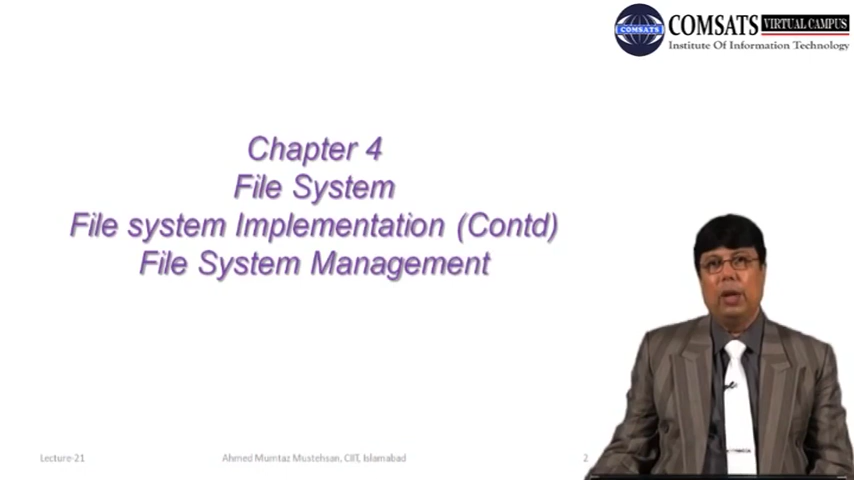 COMSATS VIRTUAL CAMPUS
COMSATS
Institute Of Information Technology
Chapter 4
File System
File system Implementation (Contd)
File System Management
Lecture-21
Ahmed Mumtaz Mustehsan, CIIT, Islamabad
2